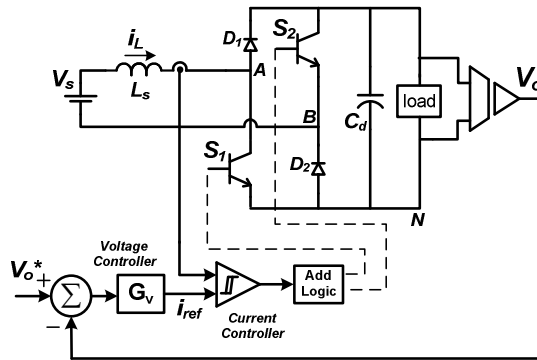 i_L
D_1
S_2
V_s
L_s
A
B
C_d
load
V_o
S_1
D_2
N
Voltage
Controller
V_o^* +
Σ
−
G_v
i_ref
Current
Controller
Add
Logic